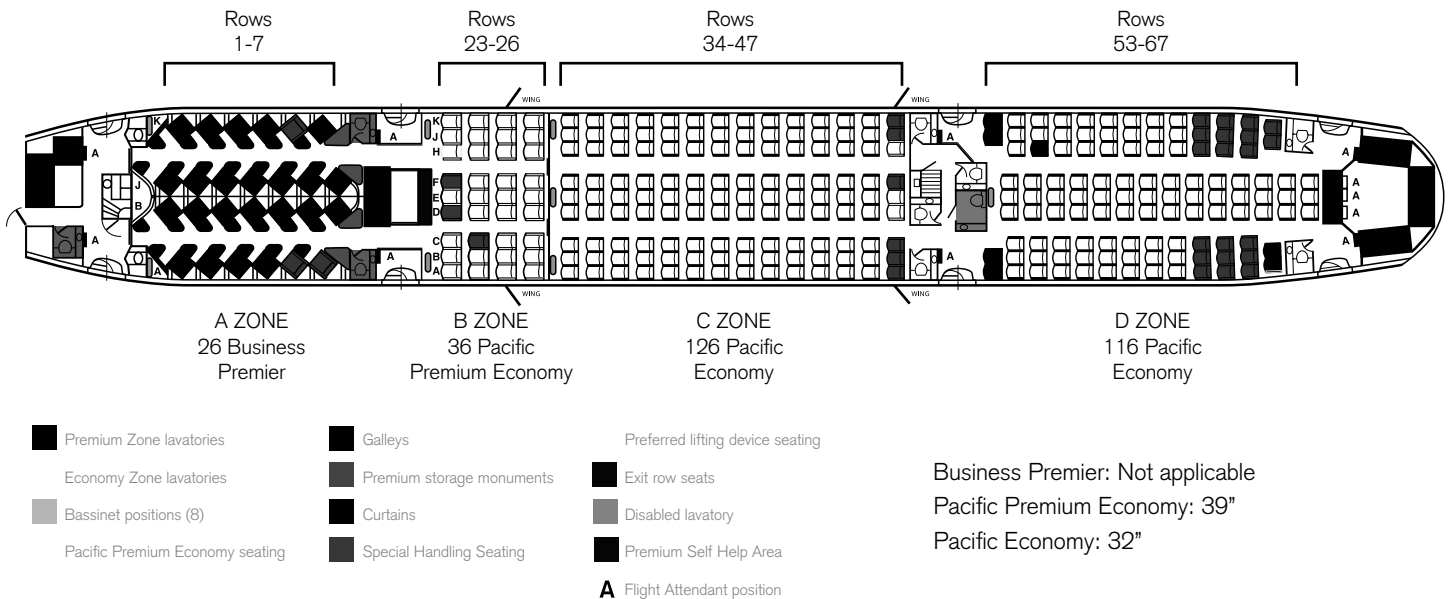 Rows
1-7
Rows
23-26
Rows
34-47
Rows
53-67
WING
WING
K
J
B
A
A
A
A
A
K
J
H
F
E
D
C
B
A
A
A
A
A
A
A
A
A
WING
WING
A ZONE
26 Business
Premier
B ZONE
36 Pacific
Premium Economy
C ZONE
126 Pacific
Economy
D ZONE
116 Pacific
Economy
Premium Zone lavatories
Economy Zone lavatories
Bassinet positions (8)
Pacific Premium Economy seating
Galleys
Premium storage monuments
Curtains
Special Handling Seating
Preferred lifting device seating
Exit row seats
Disabled lavatory
Premium Self Help Area
A Flight Attendant position
Business Premier: Not applicable
Pacific Premium Economy: 39”
Pacific Economy: 32”